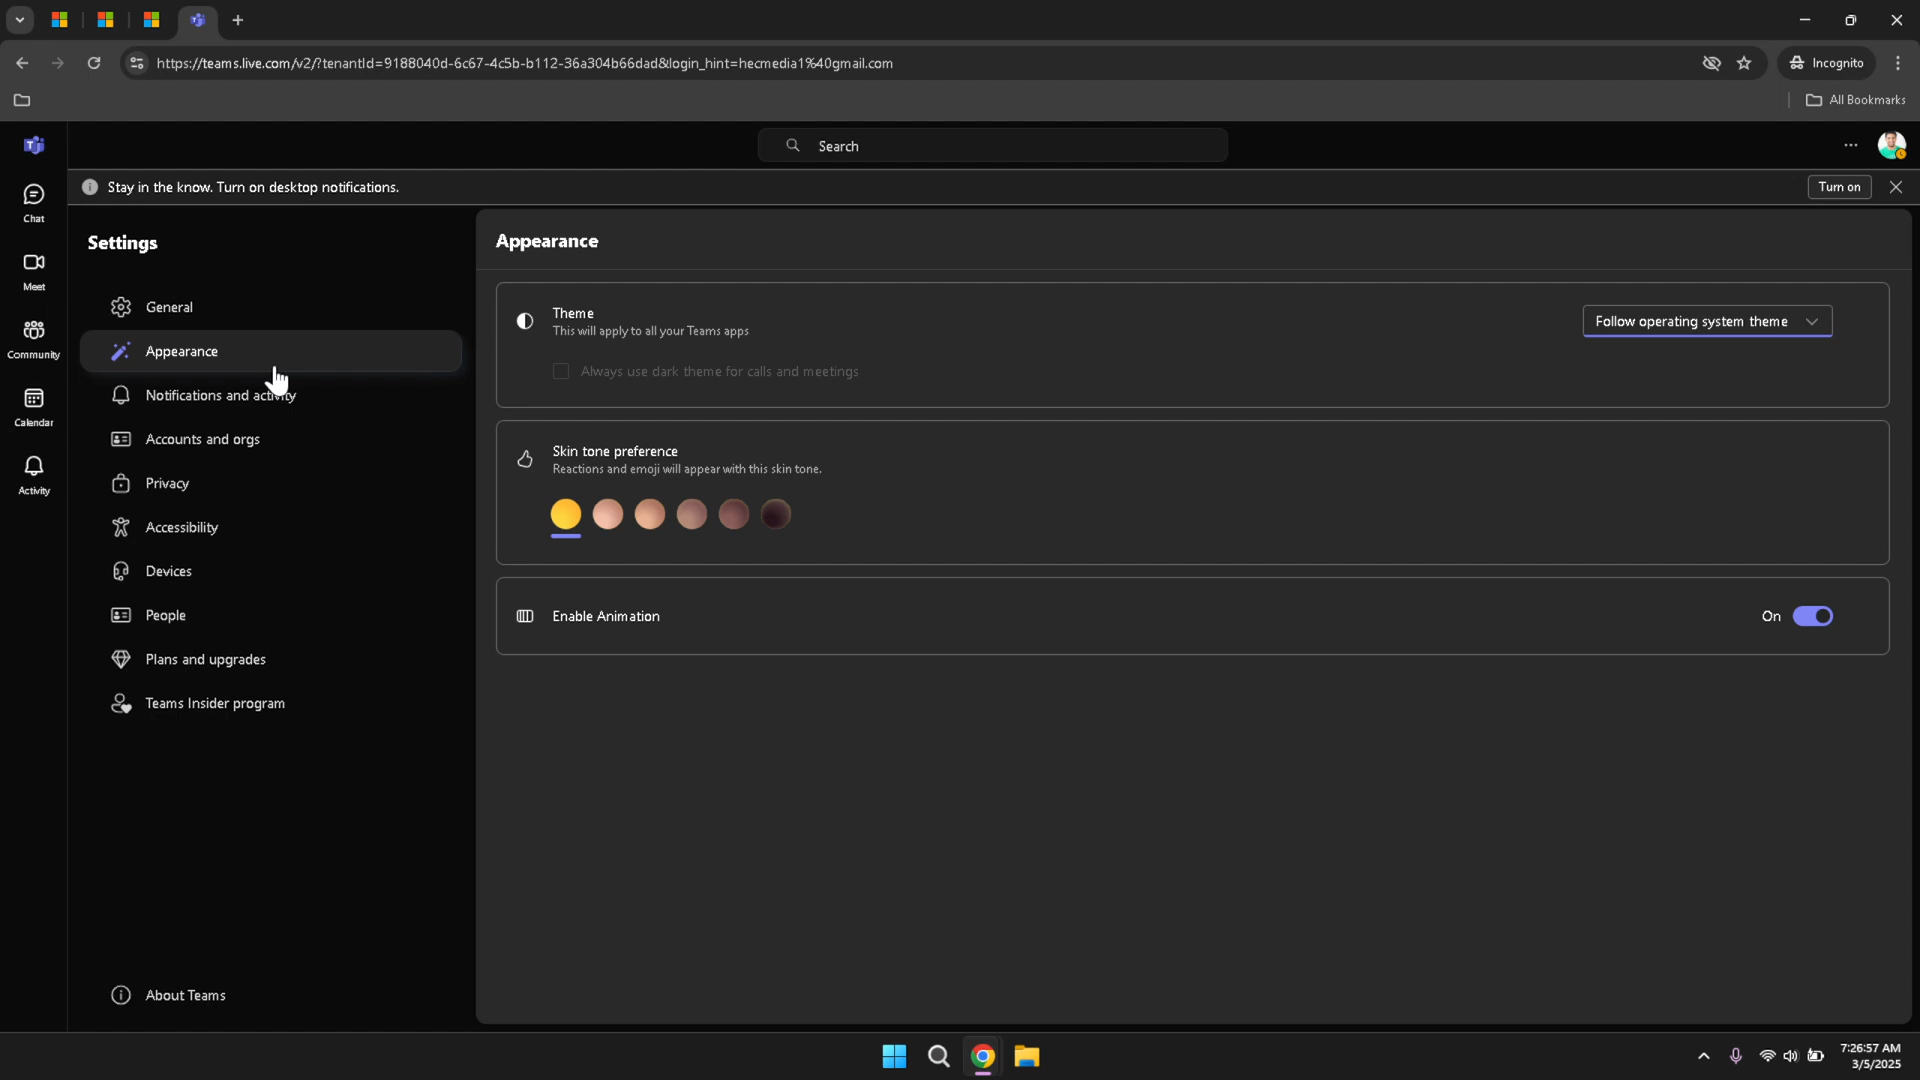 https://teams.live.com/v2/?tenantId=9188040d-6c67-4c5b-b112-36a304b66dad&login_hint=hecmedia1%40gmail.com
Incognito
All Bookmarks
Search
Stay in the know. Turn on desktop notifications.
Turn on
Chat
Meet
Community
Calendar
Activity
Settings
General
Appearance
Notifications and activity
Accounts and orgs
Privacy
Accessibility
Devices
People
Plans and upgrades
Teams Insider program
About Teams
Appearance
Theme
This will apply to all your Teams apps
Follow operating system theme
Always use dark theme for calls and meetings
Skin tone preference
Reactions and emoji will appear with this skin tone.
Enable Animation
On
7:26:57 AM
3/5/2025